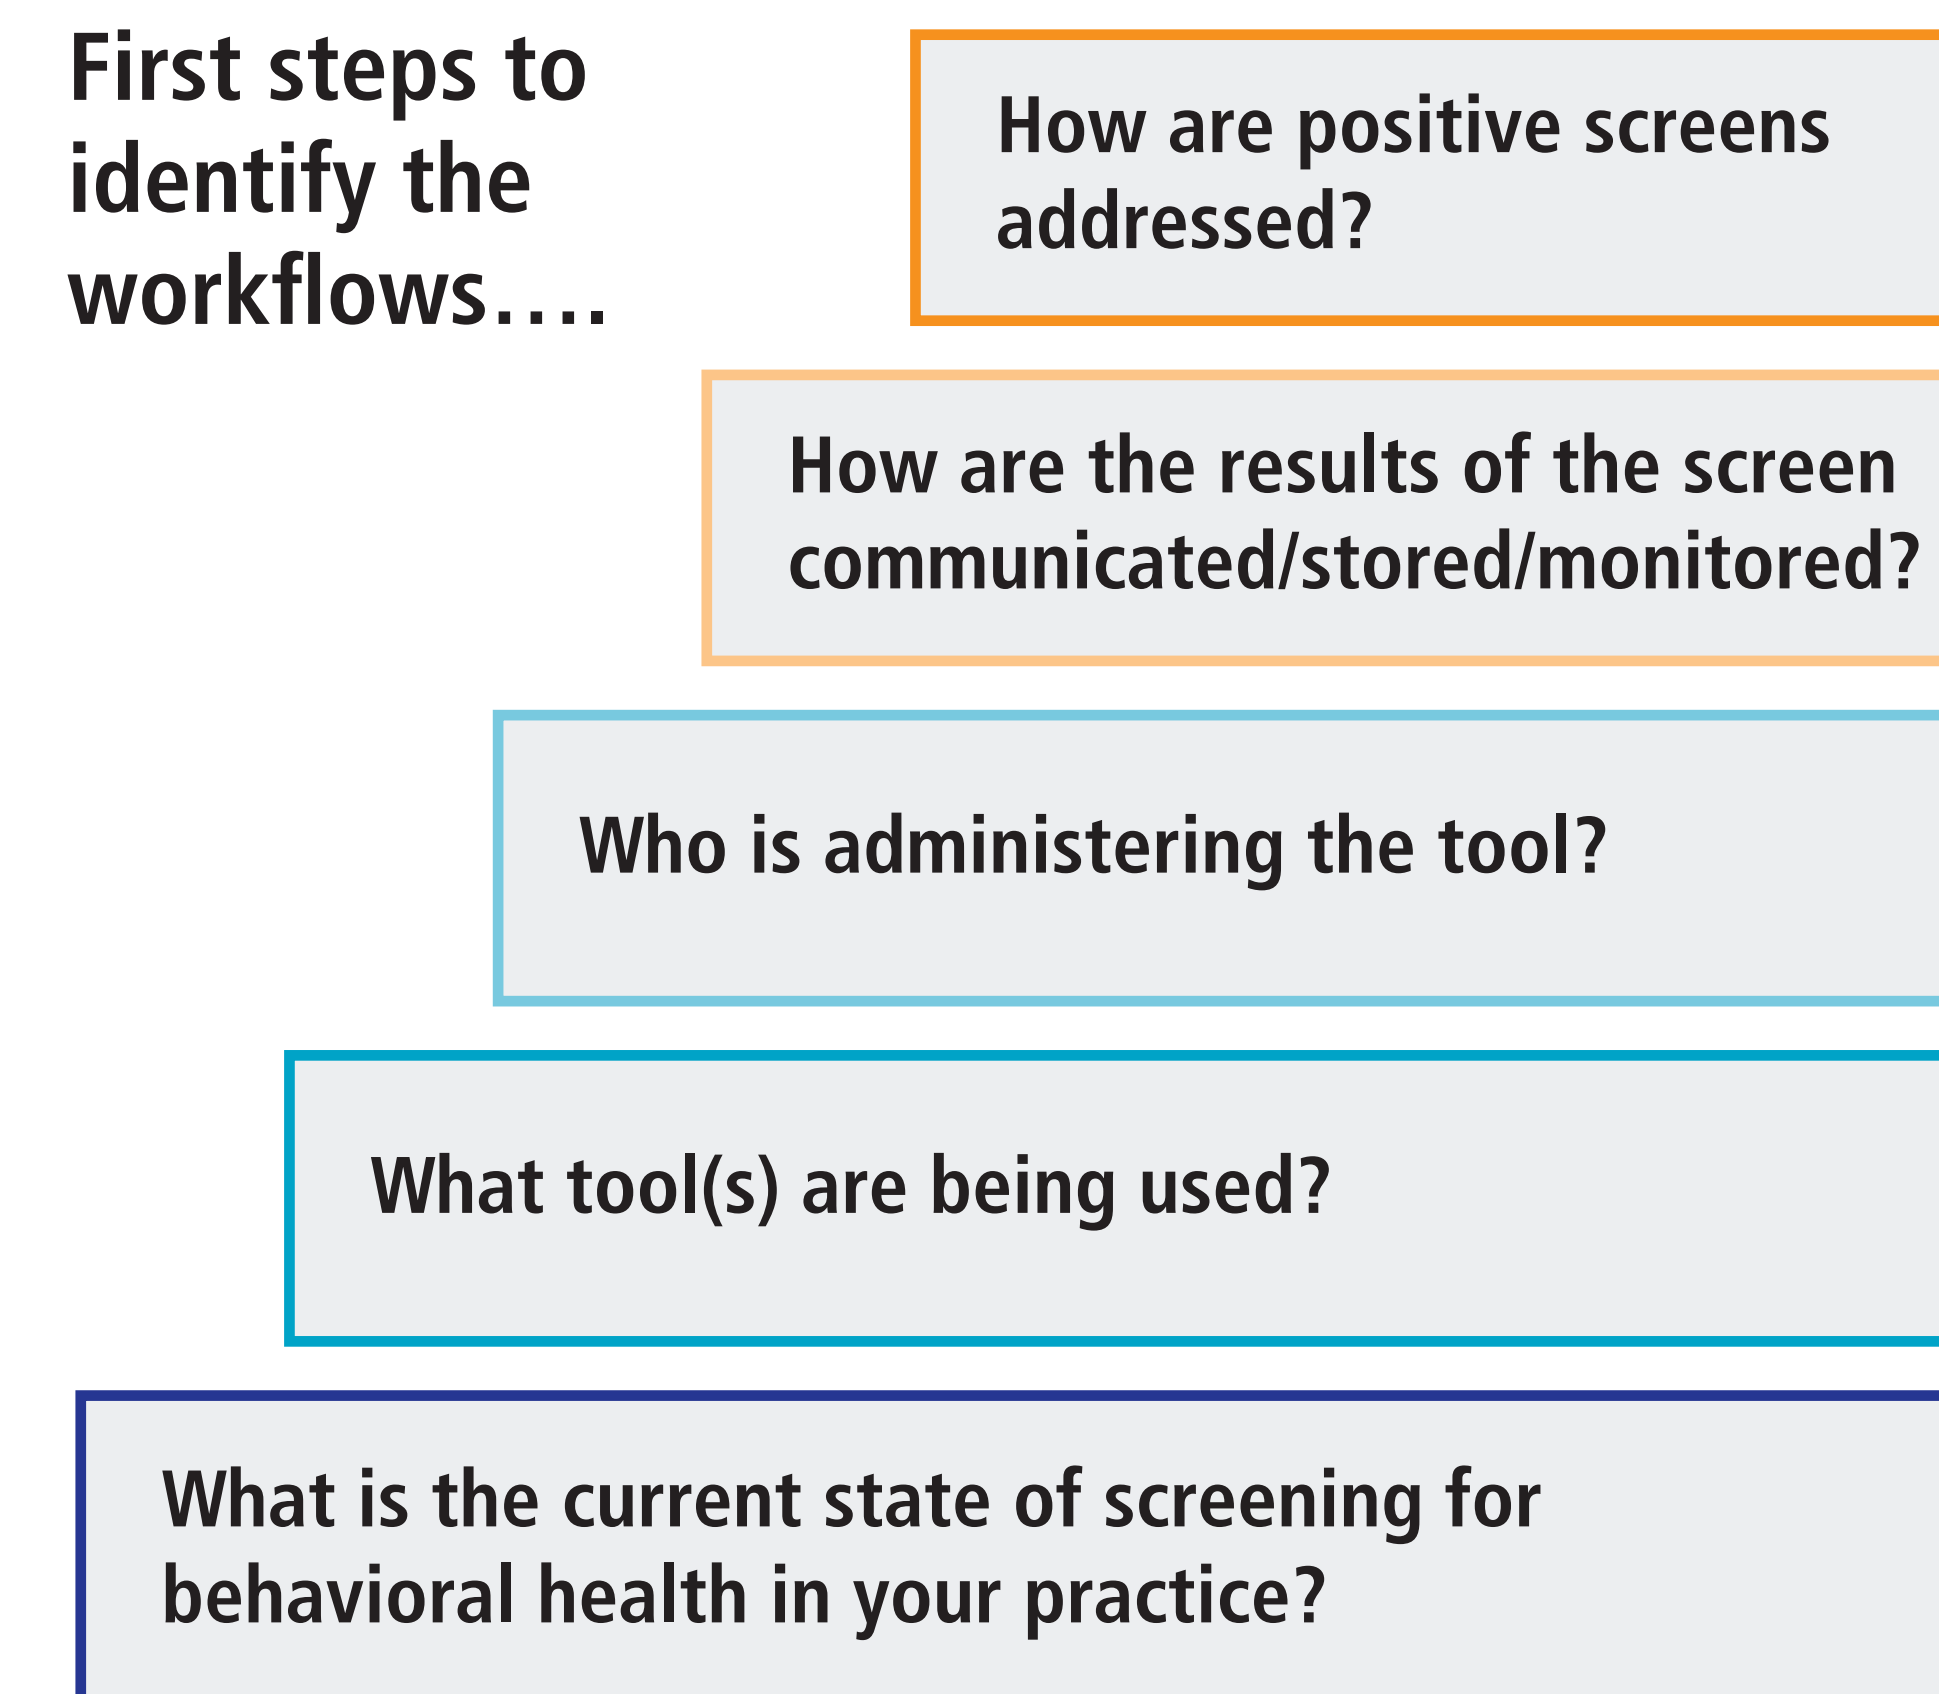 First steps to
identify the
workflows....
How are positive screens
addressed?
How are the results of the screen
communicated/stored/monitored?
Who is administering the tool?
What tool(s) are being used?
What is the current state of screening for
behavioral health in your practice?